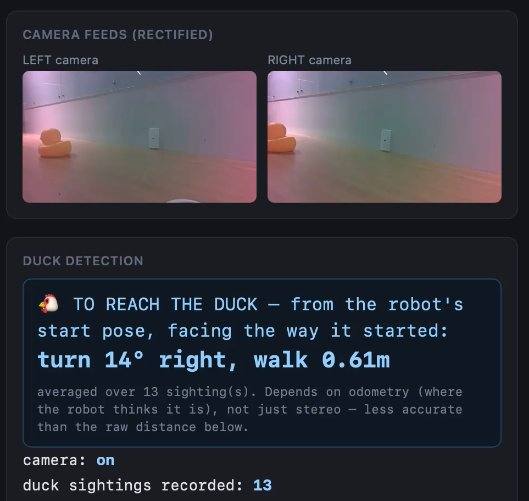 CAMERA FEEDS (RECTIFIED)
LEFT camera
RIGHT camera
DUCK DETECTION
🐔 TO REACH THE DUCK — from the robot's
start pose, facing the way it started:
turn 14° right, walk 0.61m
averaged over 13 sighting(s). Depends on odometry (where
the robot thinks it is), not just stereo — less accurate
than the raw distance below.
camera: on
duck sightings recorded: 13